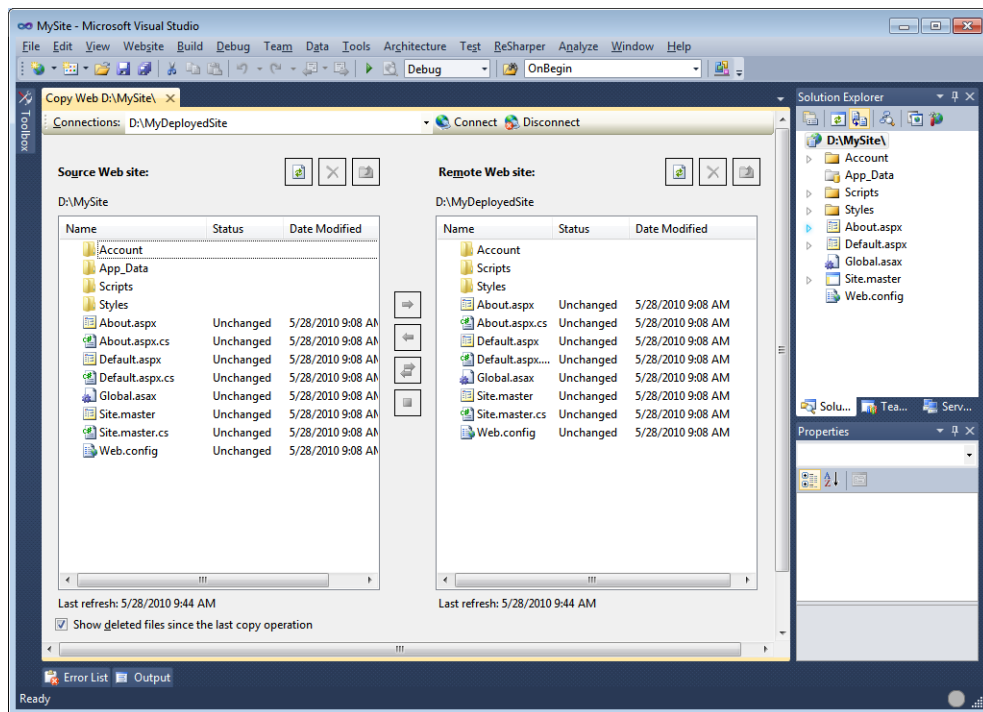 MySite - Microsoft Visual Studio
File Edit View Website Build Debug Team Data Tools Architecture Test ReSharper Analyze Window Help
Debug OnBegin
Toolbox
Copy Web D:\MySite\
Connections: D:\MyDeployedSite Connect Disconnect
Source Web site:
D:\MySite
Name Status Date Modified
Account
App_Data
Scripts
Styles
About.aspx Unchanged 5/28/2010 9:08 AM
About.aspx.cs Unchanged 5/28/2010 9:08 AM
Default.aspx Unchanged 5/28/2010 9:08 AM
Default.aspx.cs Unchanged 5/28/2010 9:08 AM
Global.asax Unchanged 5/28/2010 9:08 AM
Site.master Unchanged 5/28/2010 9:08 AM
Site.master.cs Unchanged 5/28/2010 9:08 AM
Web.config Unchanged 5/28/2010 9:08 AM
Last refresh: 5/28/2010 9:44 AM
Show deleted files since the last copy operation
Remote Web site:
D:\MyDeployedSite
Name Status Date Modified
Account
Scripts
Styles
About.aspx Unchanged 5/28/2010 9:08 AM
About.aspx.cs Unchanged 5/28/2010 9:08 AM
Default.aspx Unchanged 5/28/2010 9:08 AM
Default.aspx.... Unchanged 5/28/2010 9:08 AM
Global.asax Unchanged 5/28/2010 9:08 AM
Site.master Unchanged 5/28/2010 9:08 AM
Site.master.cs Unchanged 5/28/2010 9:08 AM
Web.config Unchanged 5/28/2010 9:08 AM
Last refresh: 5/28/2010 9:44 AM
Solution Explorer
D:\MySite\
Account
App_Data
Scripts
Styles
About.aspx
Default.aspx
Global.asax
Site.master
Web.config
Solu... Tea... Serv...
Properties
Error List Output
Ready